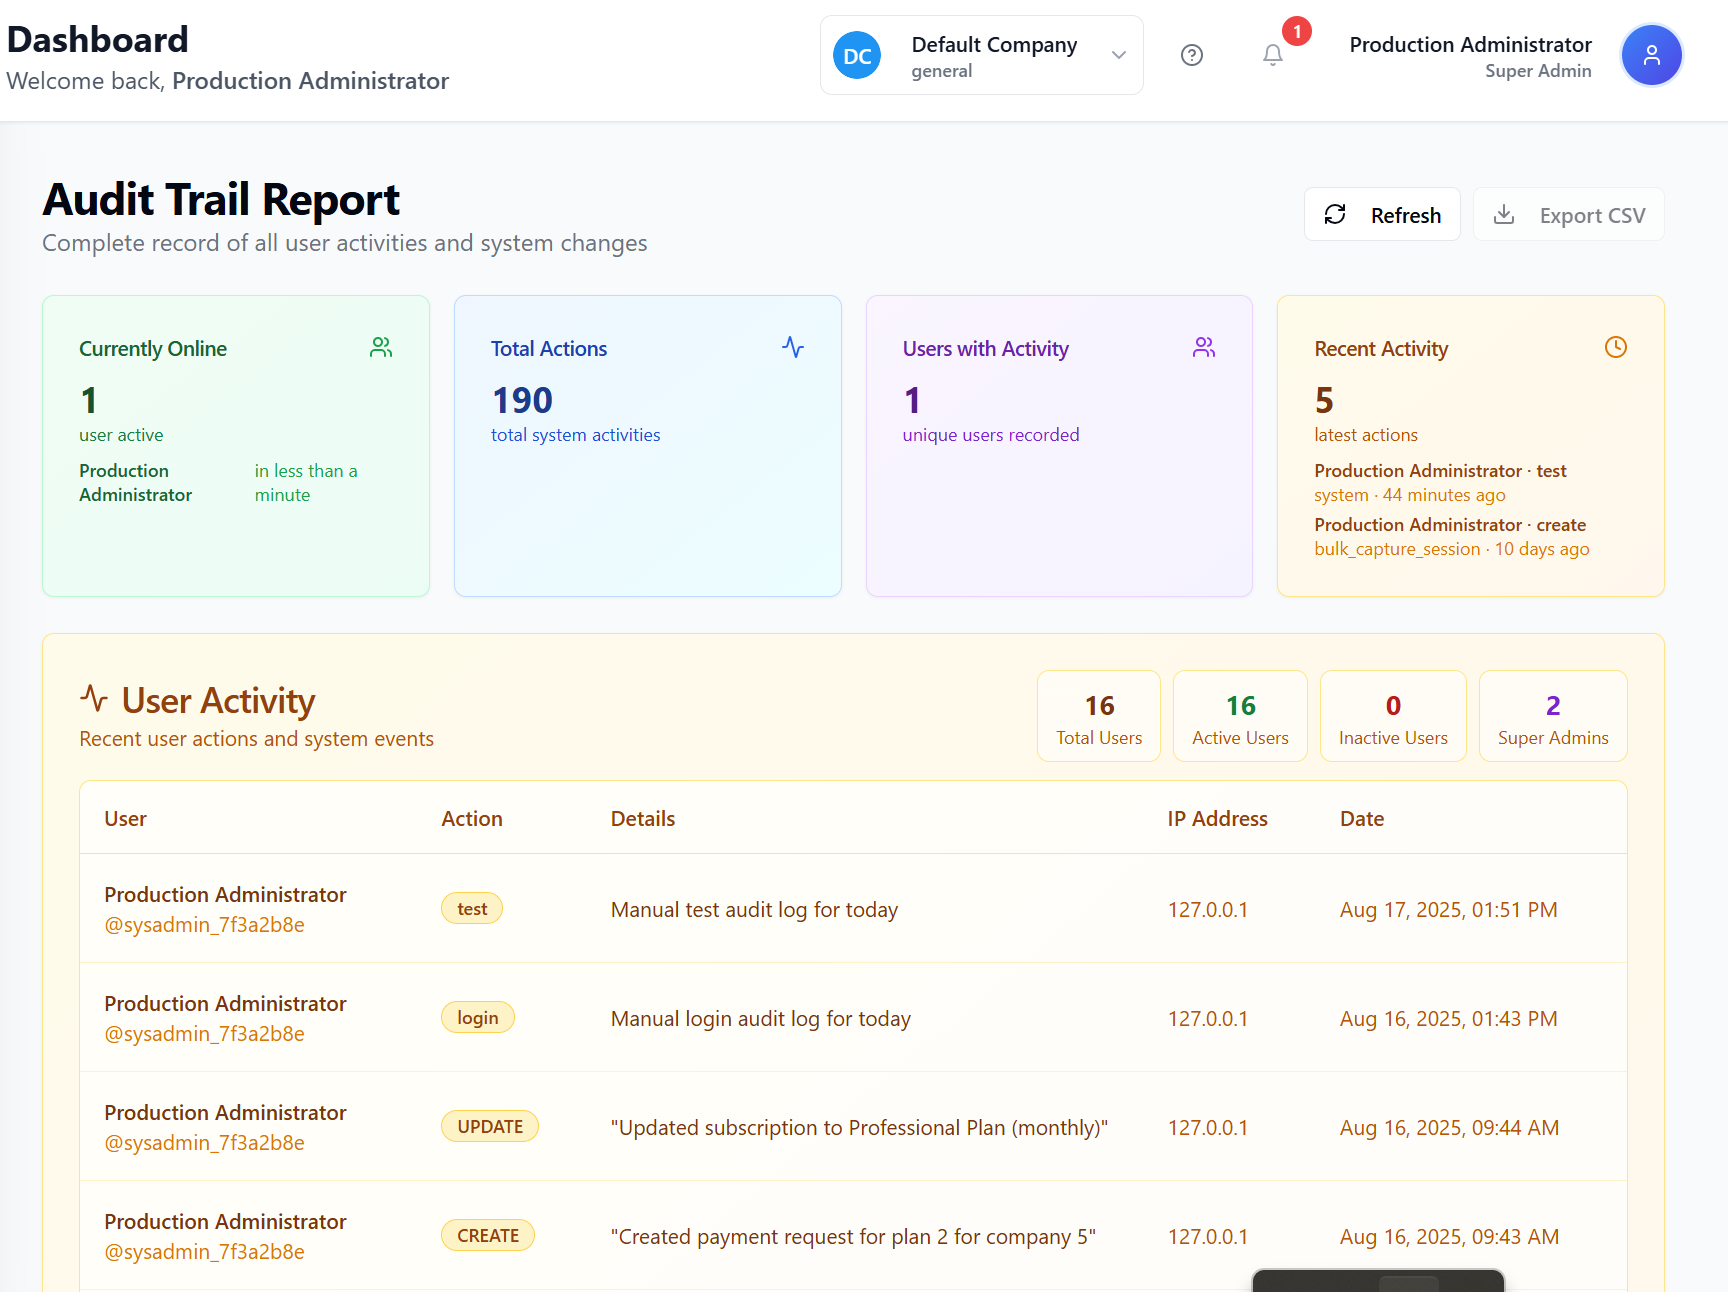 Dashboard
Welcome back, Production Administrator
DC
Default Company
general
1
Production Administrator
Super Admin
Audit Trail Report
Complete record of all user activities and system changes
Refresh
Export CSV
Currently Online
1
user active
Production Administrator
in less than a minute
Total Actions
190
total system activities
Users with Activity
1
unique users recorded
Recent Activity
5
latest actions
Production Administrator · test
system · 44 minutes ago
Production Administrator · create
bulk_capture_session · 10 days ago
User Activity
Recent user actions and system events
16
Total Users
16
Active Users
0
Inactive Users
2
Super Admins
User Action Details IP Address Date
Production Administrator
@sysadmin_7f3a2b8e
test
Manual test audit log for today
127.0.0.1
Aug 17, 2025, 01:51 PM
Production Administrator
@sysadmin_7f3a2b8e
login
Manual login audit log for today
127.0.0.1
Aug 16, 2025, 01:43 PM
Production Administrator
@sysadmin_7f3a2b8e
UPDATE
"Updated subscription to Professional Plan (monthly)"
127.0.0.1
Aug 16, 2025, 09:44 AM
Production Administrator
@sysadmin_7f3a2b8e
CREATE
"Created payment request for plan 2 for company 5"
127.0.0.1
Aug 16, 2025, 09:43 AM